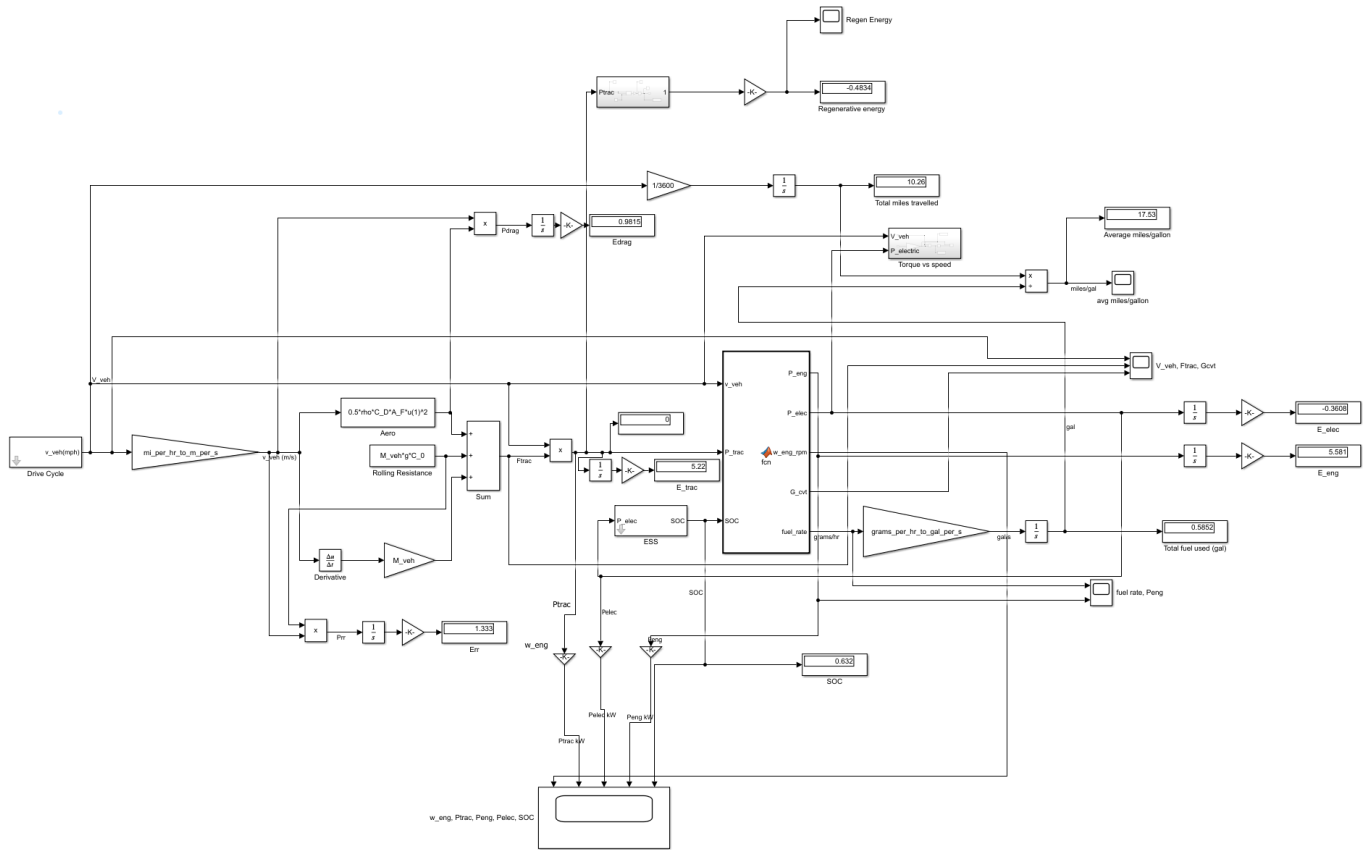 Regen Energy
Ptrac
1
-K-
-0.4834
Regenerative energy
1/3600
1
s
10.26
Total miles travelled
x
Pdrag
1
s
-K-
0.9815
Edrag
17.53
Average miles/gallon
V_veh
P_electric
Torque vs speed
x
÷
miles/gal
avg miles/gallon
V_veh, Ftrac, Gcvt
V_veh
v_veh
P_eng
0.5*rho*C_D*A_F*u(1)^2
Aero
0
P_elec
gal
1
s
-K-
-0.3608
E_elec
v_veh(mph)
Drive Cycle
mi_per_hr_to_m_per_s
v_veh (m/s)
M_veh*g*C_0
Rolling Resistance
+
+
+
Sum
Ftrac
x
1
s
-K-
5.22
E_trac
P_trac
fcn
w_eng_rpm
1
s
-K-
5.581
E_eng
G_cvt
P_elec
SOC
ESS
SOC
fuel_rate
grams/hr
grams_per_hr_to_gal_per_s
gal/s
1
s
0.5852
Total fuel used (gal)
Δu
Δt
Derivative
M_veh
fuel rate, Peng
SOC
Ptrac
Pelec
x
Prr
1
s
-K-
1.333
Err
w_eng
Peng
-K-
-K-
-K-
0.632
SOC
Pelec kW
Peng kW
Ptrac kW
w_eng, Ptrac, Peng, Pelec, SOC